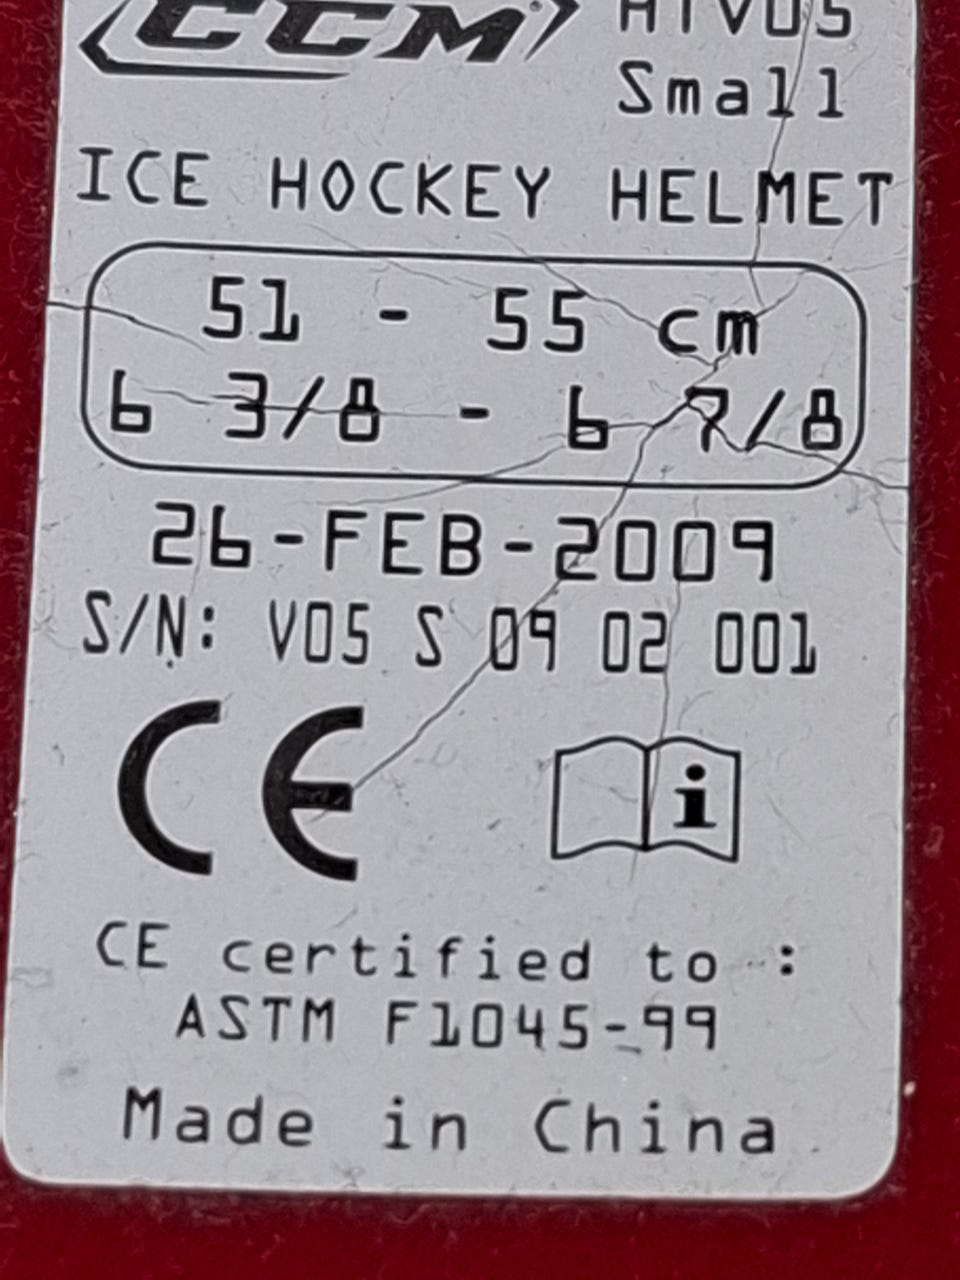 CCM HTV05
Small
ICE HOCKEY HELMET
51 - 55 cm
6 3/8 - 6 7/8
26-FEB-2009
S/N: V05 S 09 02 001
CE i
CE certified to :
ASTM F1045-99
Made in China